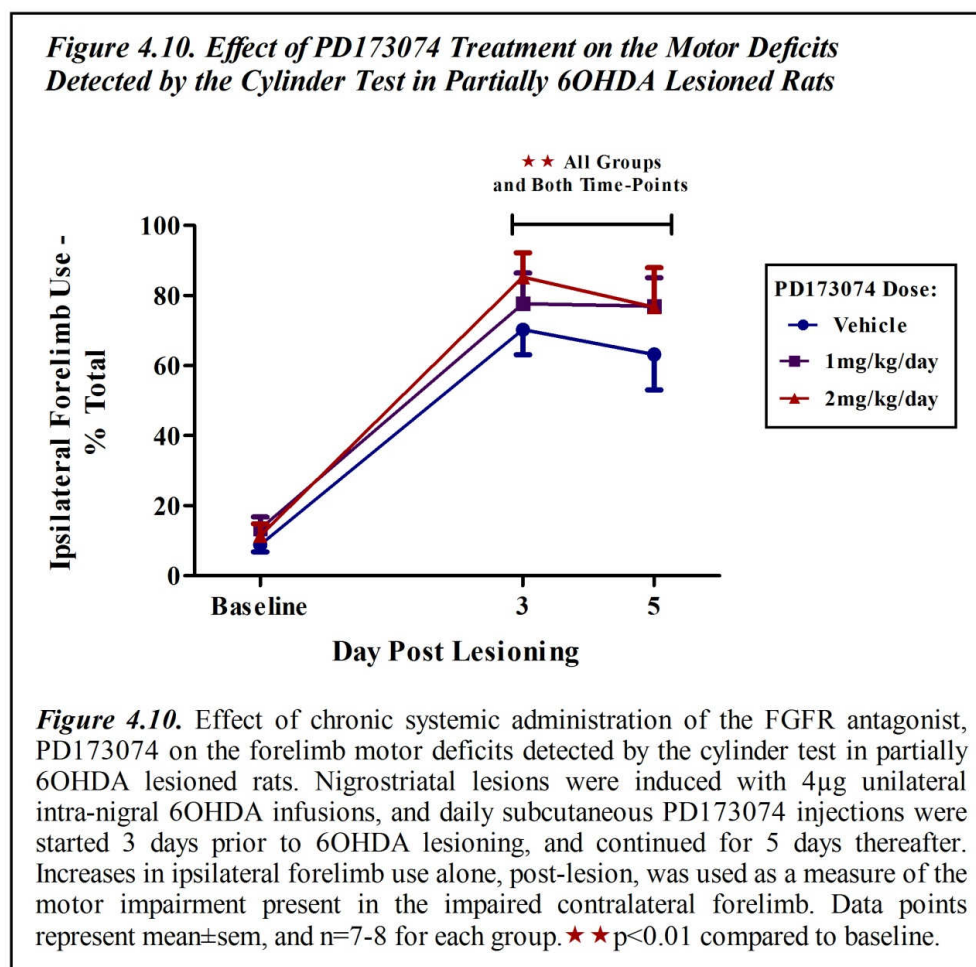 Figure 4.10. Effect of PD173074 Treatment on the Motor Deficits
Detected by the Cylinder Test in Partially 6OHDA Lesioned Rats
★★ All Groups
and Both Time-Points
Ipsilateral Forelimb Use -
% Total
100
80
60
40
20
0
Baseline
3
5
Day Post Lesioning
PD173074 Dose:
Vehicle
1mg/kg/day
2mg/kg/day
Figure 4.10. Effect of chronic systemic administration of the FGFR antagonist,
PD173074 on the forelimb motor deficits detected by the cylinder test in partially
6OHDA lesioned rats. Nigrostriatal lesions were induced with 4µg unilateral
intra-nigral 6OHDA infusions, and daily subcutaneous PD173074 injections were
started 3 days prior to 6OHDA lesioning, and continued for 5 days thereafter.
Increases in ipsilateral forelimb use alone, post-lesion, was used as a measure of the
motor impairment present in the impaired contralateral forelimb. Data points
represent mean±sem, and n=7-8 for each group.★★p<0.01 compared to baseline.